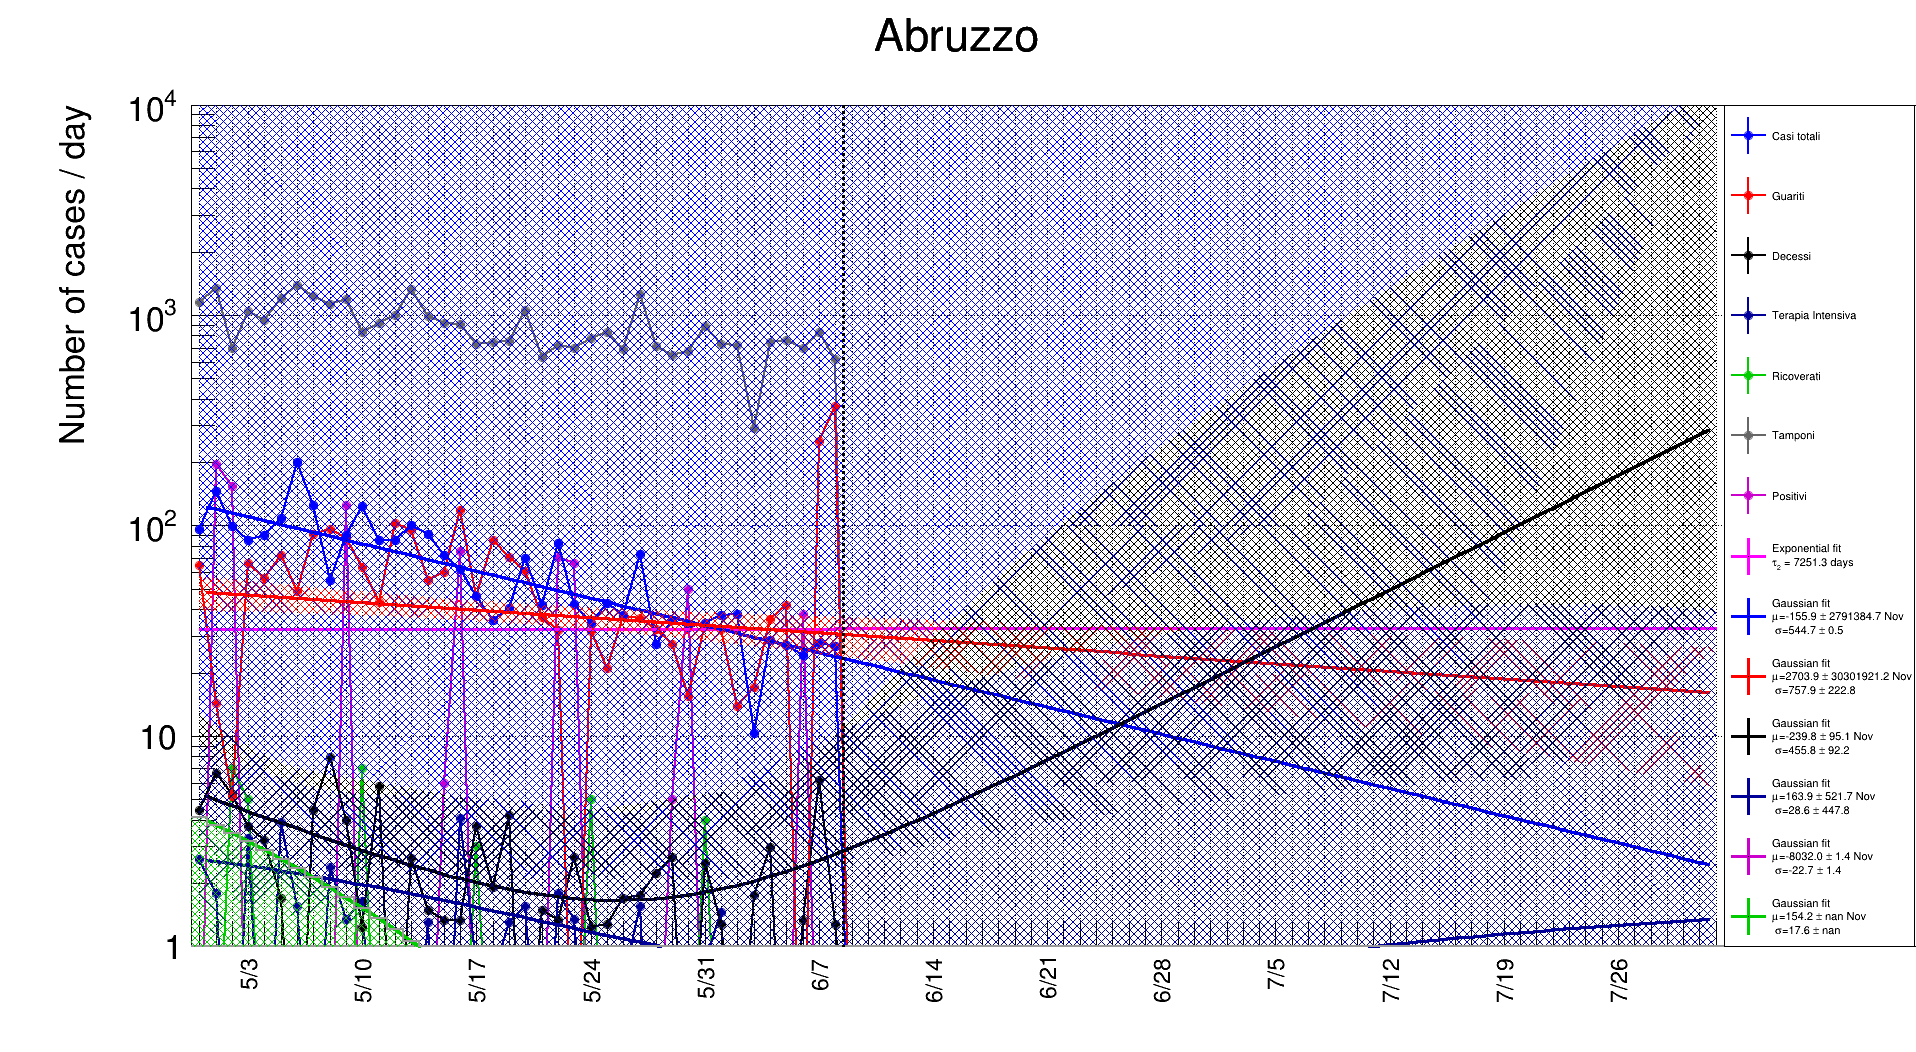 Abruzzo
Number of cases / day
10^4
10^3
10^2
10
1
5/3
5/10
5/17
5/24
5/31
6/7
6/14
6/21
6/28
7/5
7/12
7/19
7/26
Casi totali
Guariti
Decessi
Terapia Intensiva
Ricoverati
Tamponi
Positivi
Exponential fit
τ₂ = 7251.3 days
Gaussian fit
μ=-155.9 ± 2791384.7 Nov
σ=544.7 ± 0.5
Gaussian fit
μ=2703.9 ± 30301921.2 Nov
σ=757.9 ± 222.8
Gaussian fit
μ=-239.8 ± 95.1 Nov
σ=455.8 ± 92.2
Gaussian fit
μ=163.9 ± 521.7 Nov
σ=28.6 ± 447.8
Gaussian fit
μ=-8032.0 ± 1.4 Nov
σ=-22.7 ± 1.4
Gaussian fit
μ=154.2 ± nan Nov
σ=17.6 ± nan